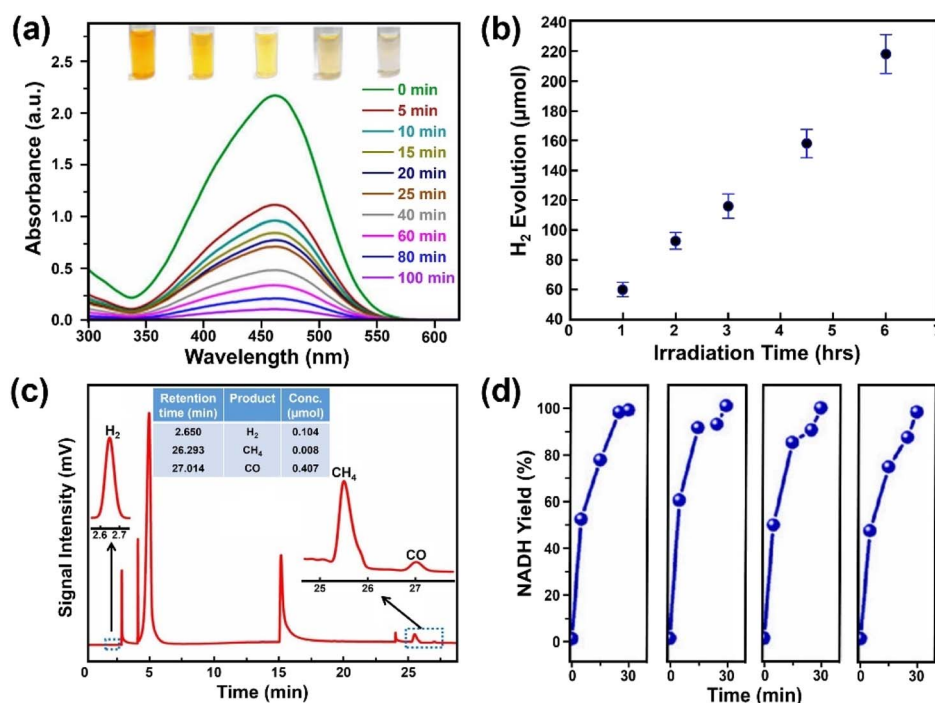 (a)
Absorbance (a.u.)
2.5
2.0
1.5
1.0
0.5
0.0
300 350 400 450 500 550 600
Wavelength (nm)
0 min
5 min
10 min
15 min
20 min
25 min
40 min
60 min
80 min
100 min
(b)
H2 Evolution (μmol)
240
220
200
180
160
140
120
100
80
60
40
0 1 2 3 4 5 6 7
Irradiation Time (hrs)
(c)
Signal Intensity (mV)
Retention time (min) Product Conc. (μmol)
2.650 H2 0.104
26.293 CH4 0.008
27.014 CO 0.407
H2
2.6 2.7
CH4
CO
25 26 27
0 5 10 15 20 25
Time (min)
(d)
NADH Yield (%)
100
80
60
40
20
0
0 30 0 30 0 30 0 30
Time (min)